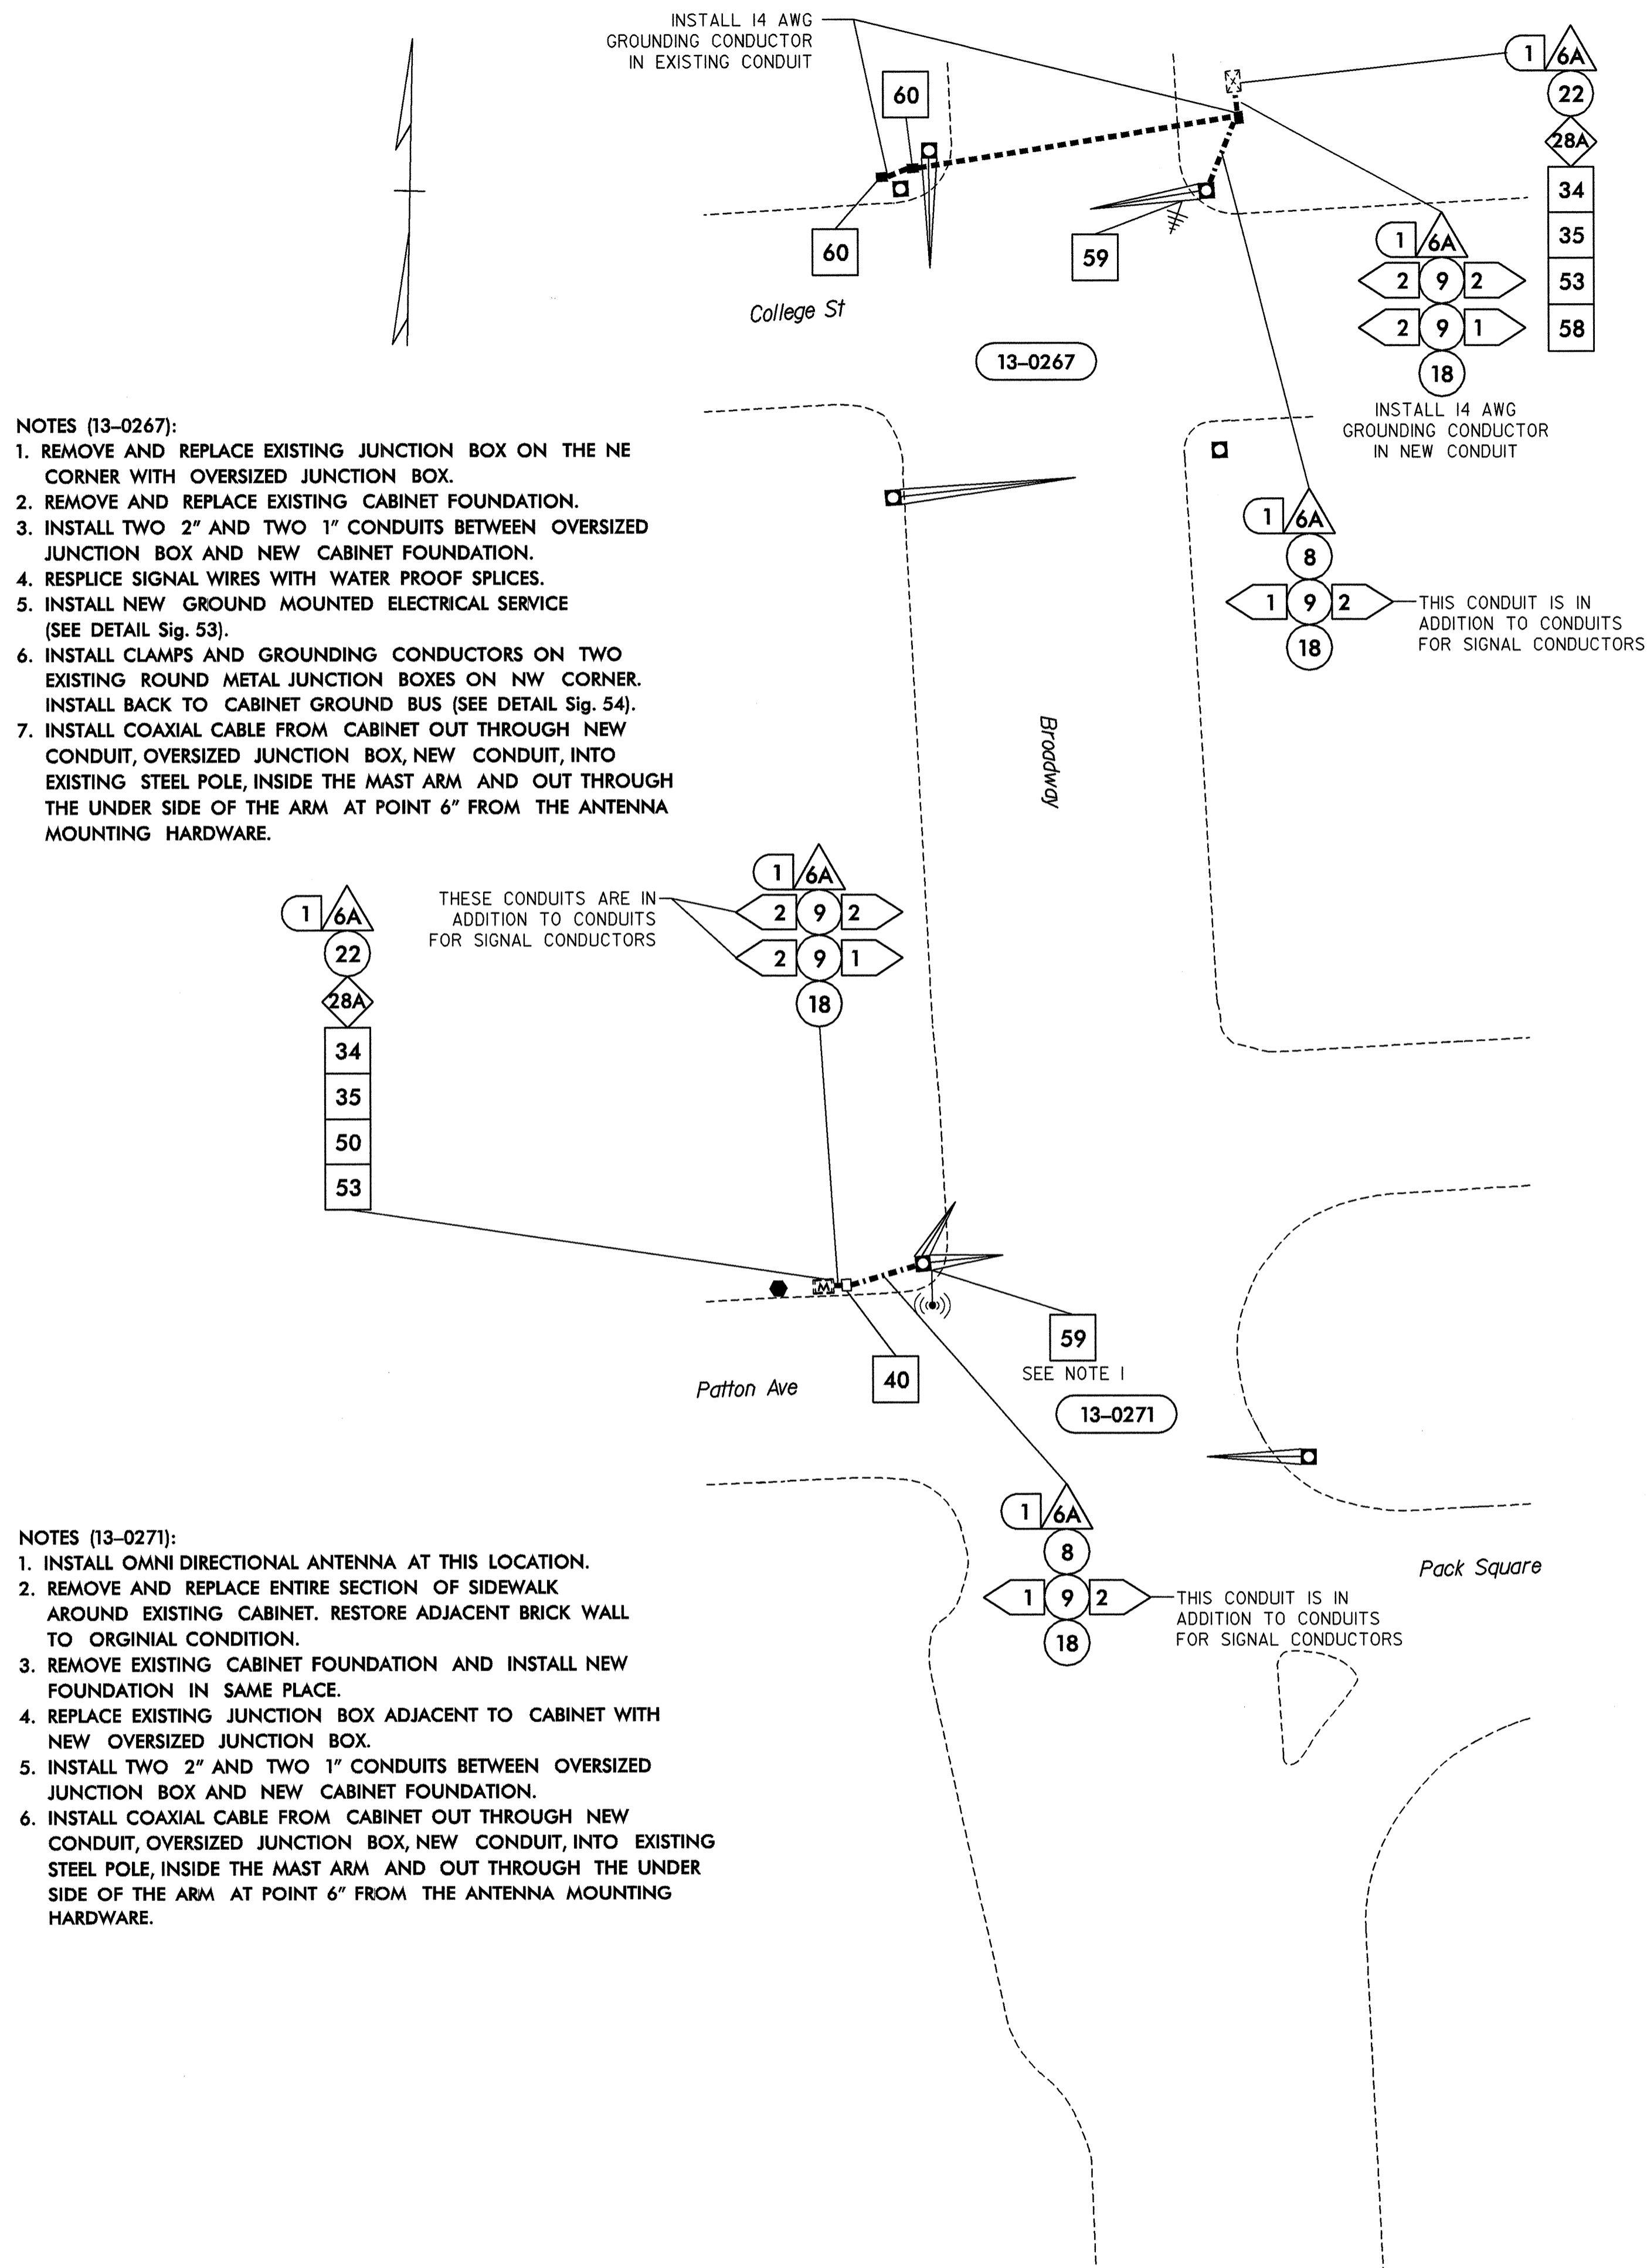 INSTALL 14 AWG
GROUNDING CONDUCTOR
IN EXISTING CONDUIT
60
60
59
1 6A
22
28A
34
35
53
58
1 6A
2 9 2
2 9 1
18
INSTALL 14 AWG
GROUNDING CONDUCTOR
IN NEW CONDUIT
College St
13-0267
1 6A
8
1 9 2
18
THIS CONDUIT IS IN
ADDITION TO CONDUITS
FOR SIGNAL CONDUCTORS
NOTES (13-0267):
1. REMOVE AND REPLACE EXISTING JUNCTION BOX ON THE NE
CORNER WITH OVERSIZED JUNCTION BOX.
2. REMOVE AND REPLACE EXISTING CABINET FOUNDATION.
3. INSTALL TWO 2" AND TWO 1" CONDUITS BETWEEN OVERSIZED
JUNCTION BOX AND NEW CABINET FOUNDATION.
4. RESPLICE SIGNAL WIRES WITH WATER PROOF SPLICES.
5. INSTALL NEW GROUND MOUNTED ELECTRICAL SERVICE
(SEE DETAIL Sig. 53).
6. INSTALL CLAMPS AND GROUNDING CONDUCTORS ON TWO
EXISTING ROUND METAL JUNCTION BOXES ON NW CORNER.
INSTALL BACK TO CABINET GROUND BUS (SEE DETAIL Sig. 54).
7. INSTALL COAXIAL CABLE FROM CABINET OUT THROUGH NEW
CONDUIT, OVERSIZED JUNCTION BOX, NEW CONDUIT, INTO
EXISTING STEEL POLE, INSIDE THE MAST ARM AND OUT THROUGH
THE UNDER SIDE OF THE ARM AT POINT 6" FROM THE ANTENNA
MOUNTING HARDWARE.
Broadway
1 6A
22
28A
34
35
50
53
THESE CONDUITS ARE IN
ADDITION TO CONDUITS
FOR SIGNAL CONDUCTORS
1 6A
2 9 2
2 9 1
18
M
59
SEE NOTE 1
40
Patton Ave
13-0271
1 6A
8
1 9 2
18
THIS CONDUIT IS IN
ADDITION TO CONDUITS
FOR SIGNAL CONDUCTORS
Pack Square
NOTES (13-0271):
1. INSTALL OMNI DIRECTIONAL ANTENNA AT THIS LOCATION.
2. REMOVE AND REPLACE ENTIRE SECTION OF SIDEWALK
AROUND EXISTING CABINET. RESTORE ADJACENT BRICK WALL
TO ORGINIAL CONDITION.
3. REMOVE EXISTING CABINET FOUNDATION AND INSTALL NEW
FOUNDATION IN SAME PLACE.
4. REPLACE EXISTING JUNCTION BOX ADJACENT TO CABINET WITH
NEW OVERSIZED JUNCTION BOX.
5. INSTALL TWO 2" AND TWO 1" CONDUITS BETWEEN OVERSIZED
JUNCTION BOX AND NEW CABINET FOUNDATION.
6. INSTALL COAXIAL CABLE FROM CABINET OUT THROUGH NEW
CONDUIT, OVERSIZED JUNCTION BOX, NEW CONDUIT, INTO EXISTING
STEEL POLE, INSIDE THE MAST ARM AND OUT THROUGH THE UNDER
SIDE OF THE ARM AT POINT 6" FROM THE ANTENNA MOUNTING
HARDWARE.